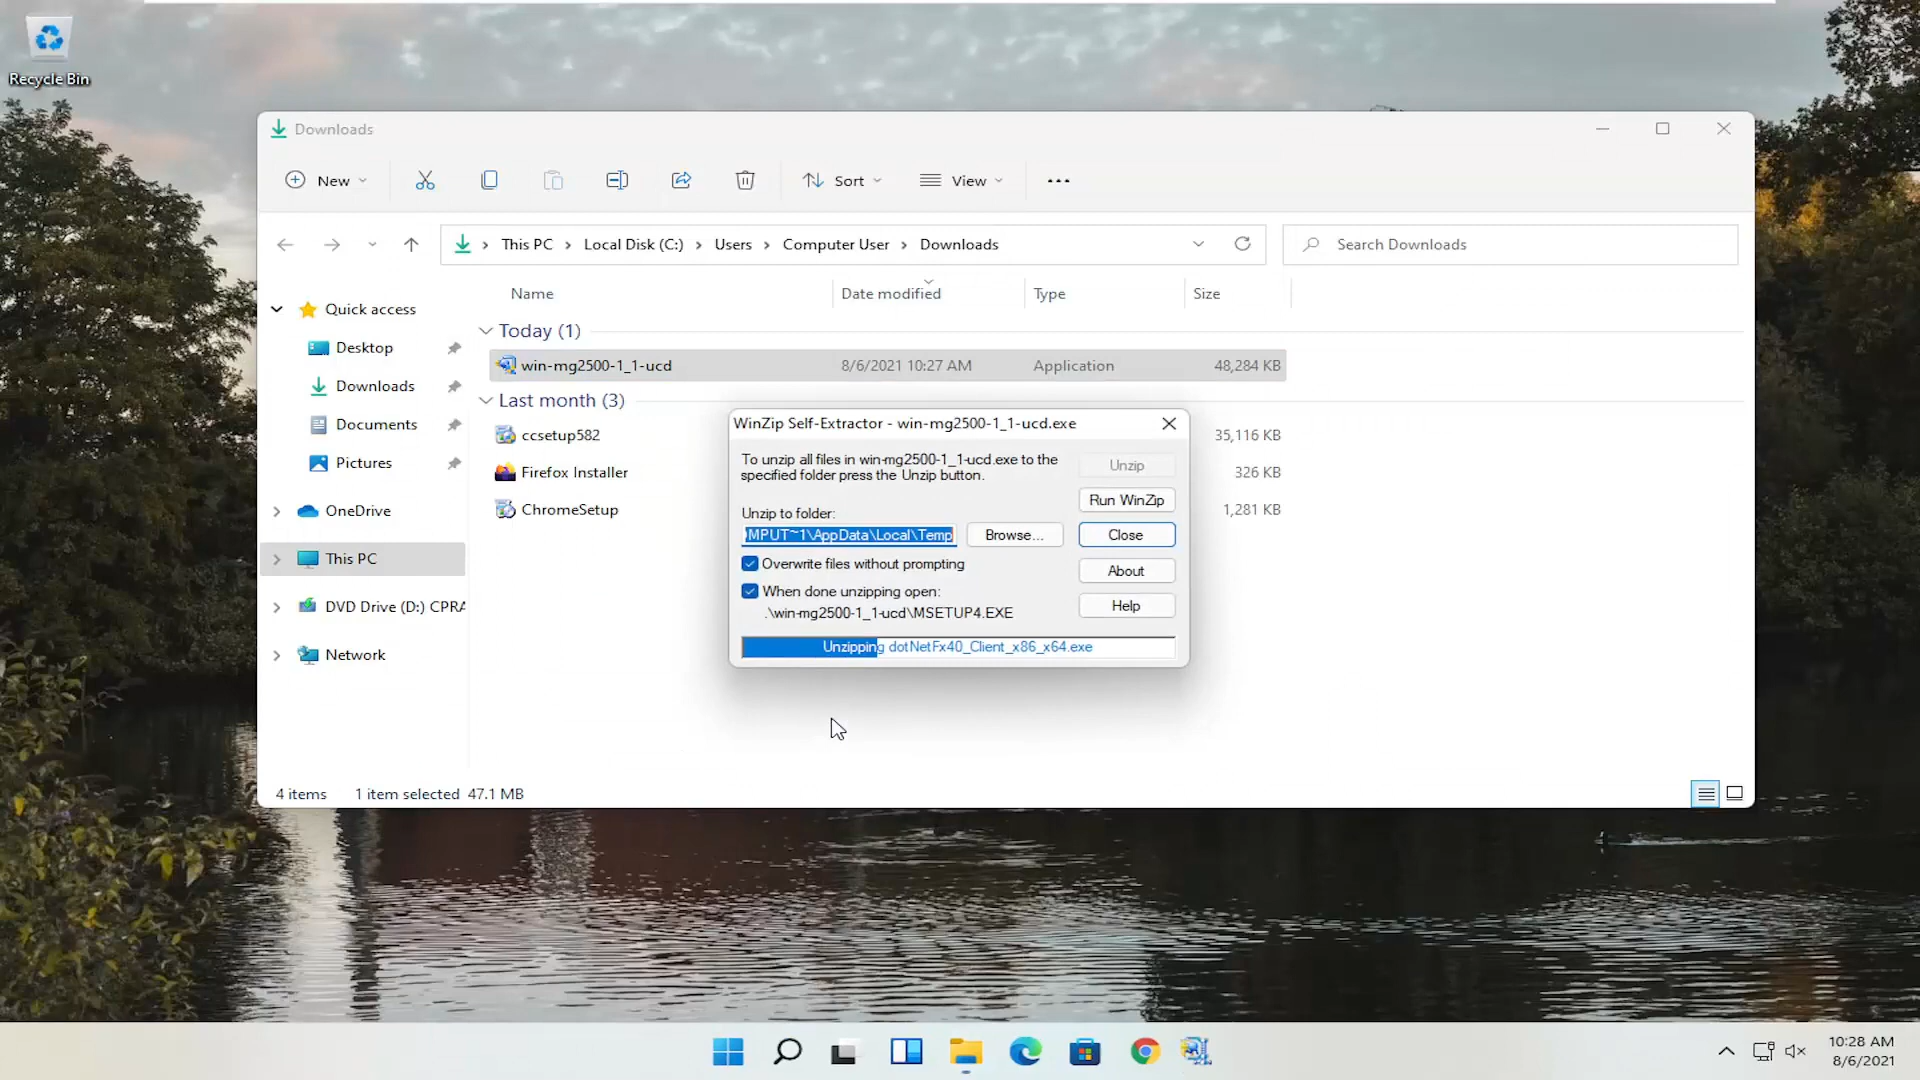 Recycle Bin
Downloads
New
Sort
View
This PC
Local Disk (C:)
Users
Computer User
Downloads
Search Downloads
Name
Date modified
Type
Size
Quick access
Desktop
Downloads
Documents
Pictures
OneDrive
This PC
DVD Drive (D:) CPRA
Network
Today (1)
win-mg2500-1_1-ucd 8/6/2021 10:27 AM Application 48,284 KB
Last month (3)
ccsetup582 35,116 KB
Firefox Installer 326 KB
ChromeSetup 1,281 KB
WinZip Self-Extractor - win-mg2500-1_1-ucd.exe
To unzip all files in win-mg2500-1_1-ucd.exe to the
specified folder press the Unzip button.
Unzip to folder:
MPUT~1\AppData\Local\Temp
Browse...
Overwrite files without prompting
When done unzipping open:
.\win-mg2500-1_1-ucd\MSETUP4.EXE
Unzip
Run WinZip
Close
About
Help
Unzipping dotNetFx40_Client_x86_x64.exe
4 items 1 item selected 47.1 MB
10:28 AM
8/6/2021